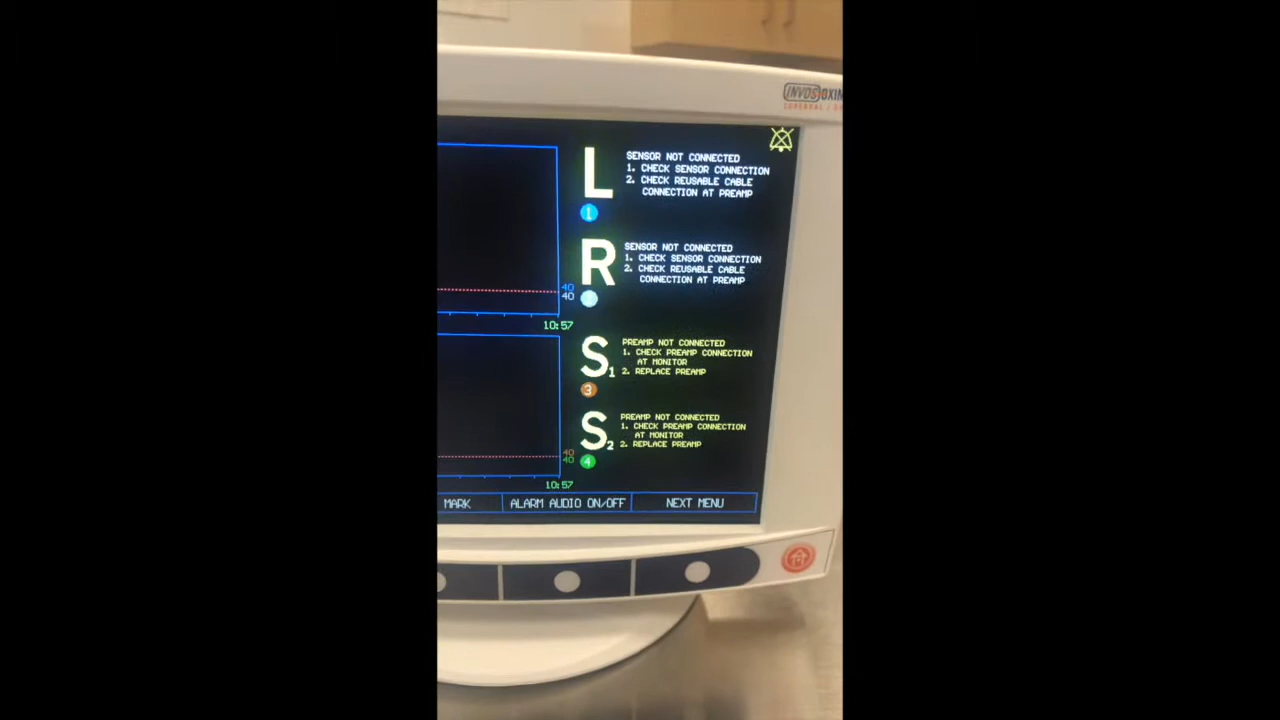 INVOS OXIM
L
SENSOR NOT CONNECTED
1. CHECK SENSOR CONNECTION
2. CHECK REUSABLE CABLE
CONNECTION AT PREAMP
1
R
SENSOR NOT CONNECTED
1. CHECK SENSOR CONNECTION
2. CHECK REUSABLE CABLE
CONNECTION AT PREAMP
40
40
10:57
S1
PREAMP NOT CONNECTED
1. CHECK PREAMP CONNECTION
AT MONITOR
2. REPLACE PREAMP
3
S2
PREAMP NOT CONNECTED
1. CHECK PREAMP CONNECTION
AT MONITOR
2. REPLACE PREAMP
40
40
4
10:57
MARK
ALARM AUDIO ON/OFF
NEXT MENU